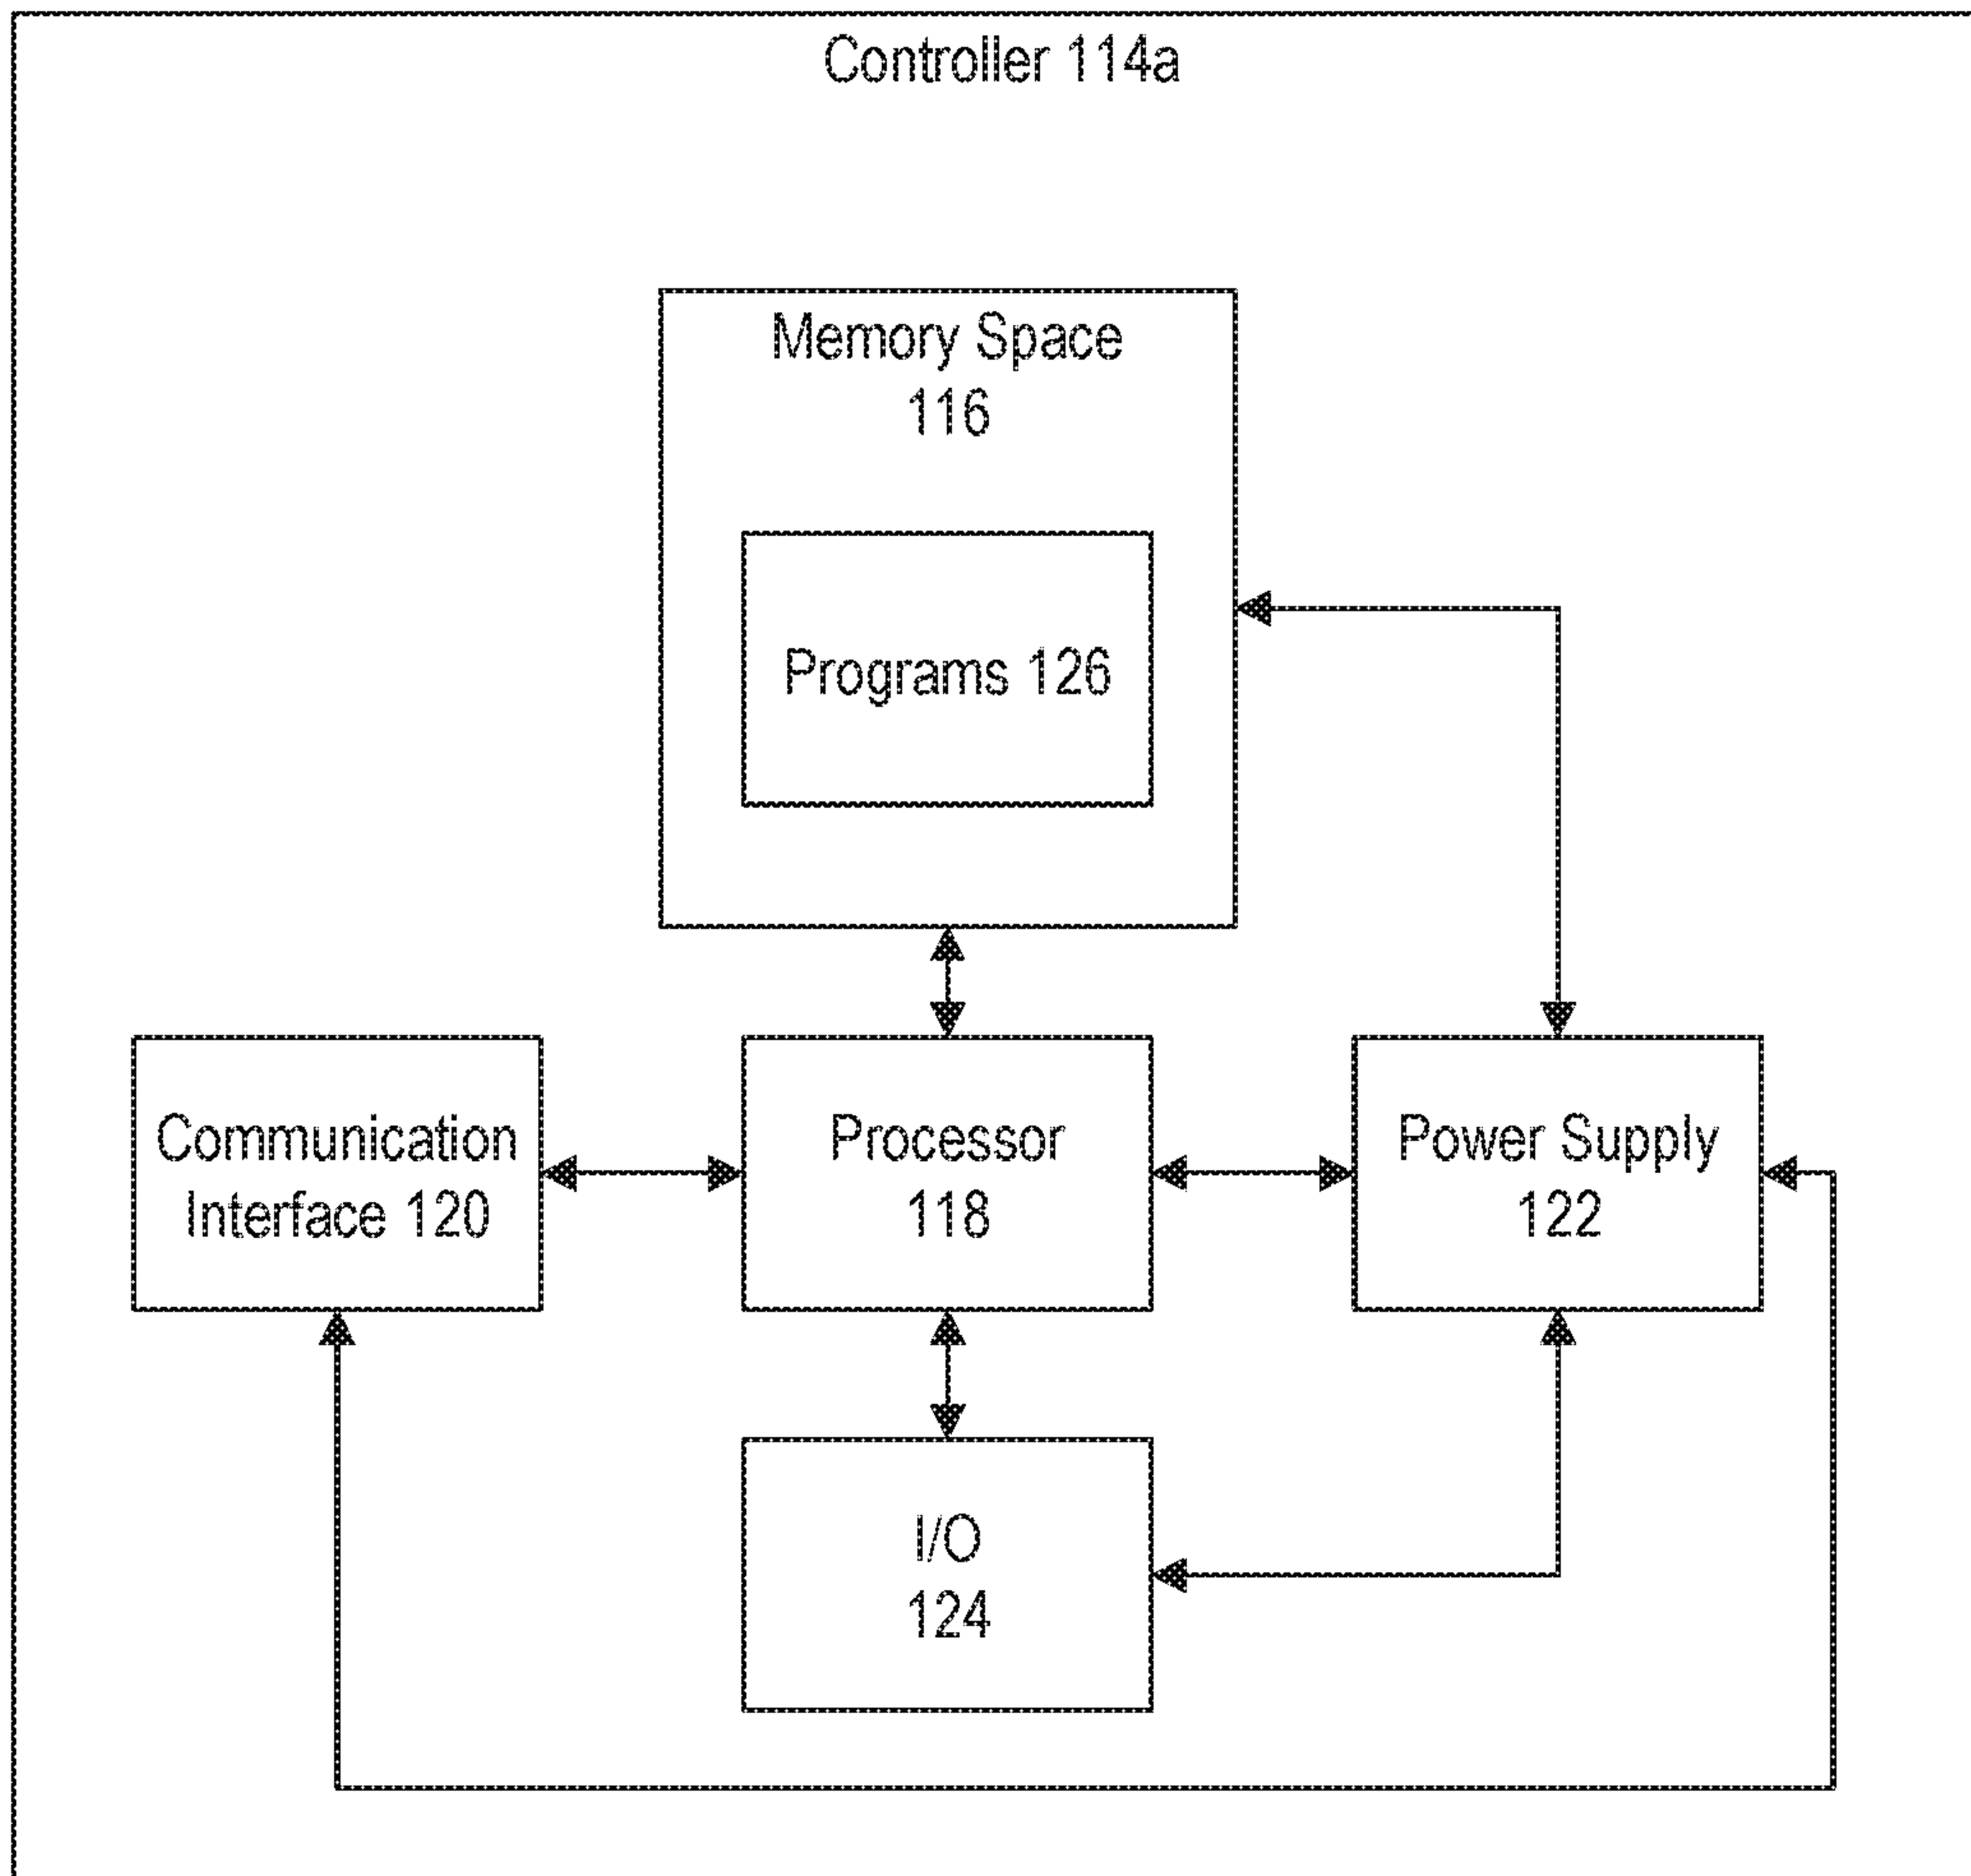 Controller 114a
Memory Space
116
Programs 126
Communication
Interface 120
Processor
118
Power Supply
122
I/O
124